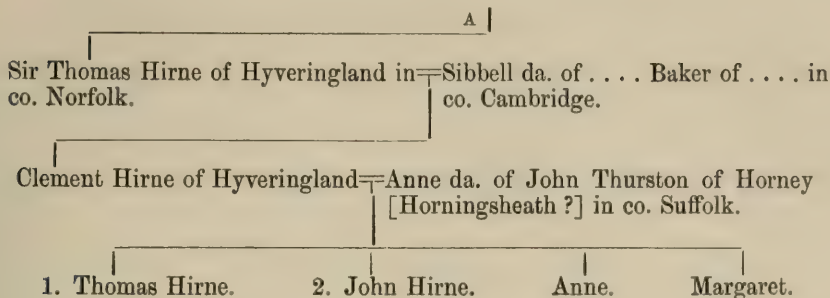 A
Sir Thomas Hirne of Hyveringland in=Sibbell da. of . . . . Baker of . . . . in
co. Norfolk. co. Cambridge.
Clement Hirne of Hyveringland=Anne da. of John Thurston of Horney
[Horningsheath ?] in co. Suffolk.
1. Thomas Hirne. 2. John Hirne. Anne. Margaret.